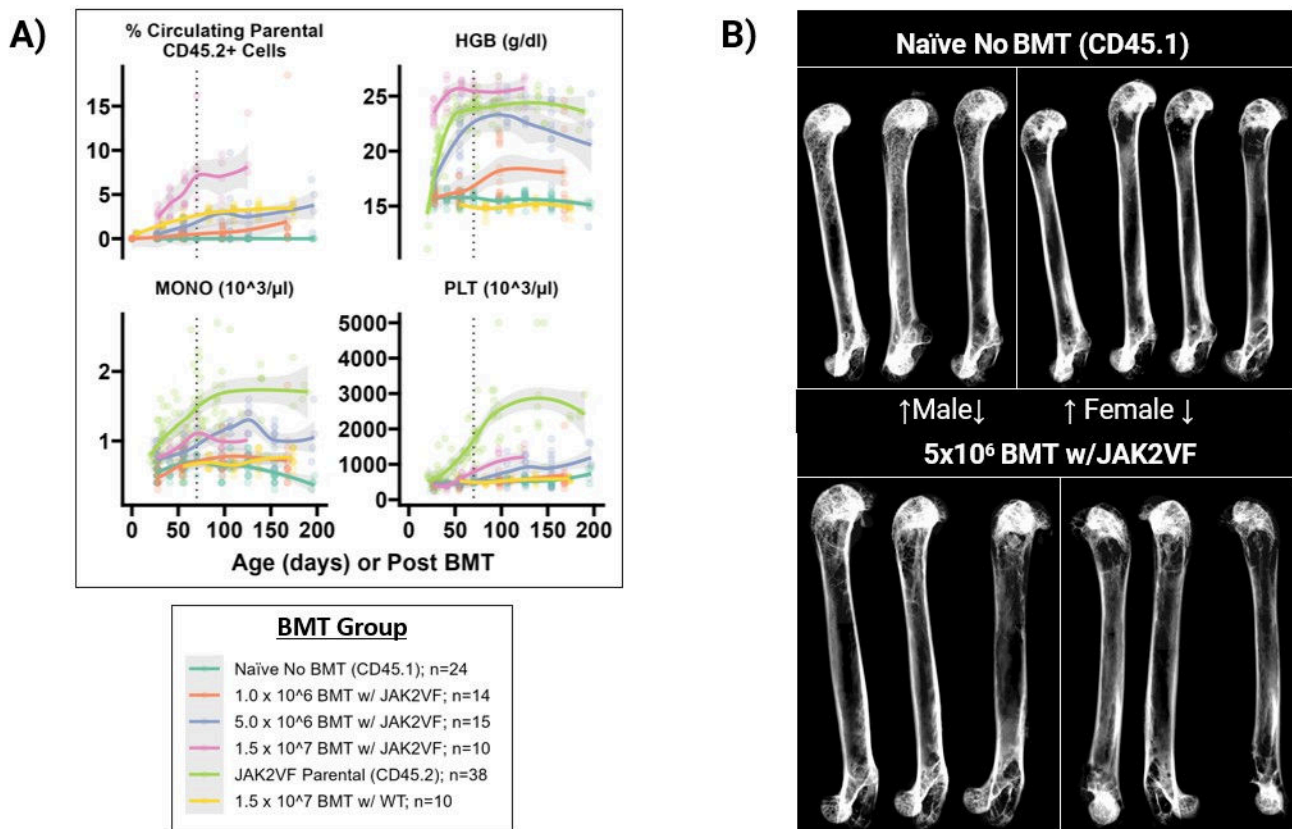 A)
% Circulating Parental
CD45.2+ Cells
15
10
5
0
HGB (g/dl)
25
20
15
MONO (10^3/µl)
2
1
0 50 100 150 200
PLT (10^3/µl)
5000
4000
3000
2000
1000
0
0 50 100 150 200
Age (days) or Post BMT
BMT Group
Naïve No BMT (CD45.1); n=24
1.0 x 10^6 BMT w/ JAK2VF; n=14
5.0 x 10^6 BMT w/ JAK2VF; n=15
1.5 x 10^7 BMT w/ JAK2VF; n=10
JAK2VF Parental (CD45.2); n=38
1.5 x 10^7 BMT w/ WT; n=10
B)
Naïve No BMT (CD45.1)
↑Male↓ ↑ Female ↓
5x10⁶ BMT w/JAK2VF